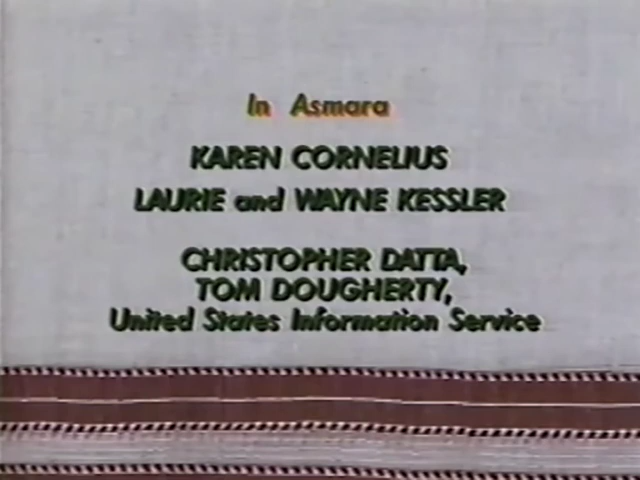 In Asmara
KAREN CORNELIUS
LAURIE and WAYNE KESSLER
CHRISTOPHER DATTA,
TOM DOUGHERTY,
United States Information Service